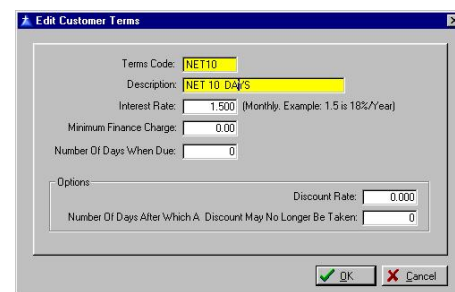 Edit Customer Terms
Terms Code: NET10
Description: NET 10 DAYS
Interest Rate: 1.500 (Monthly. Example: 1.5 is 18%/Year)
Minimum Finance Charge: 0.00
Number Of Days When Due: 0
Options
Discount Rate: 0.000
Number Of Days After Which A Discount May No Longer Be Taken: 0
OK Cancel